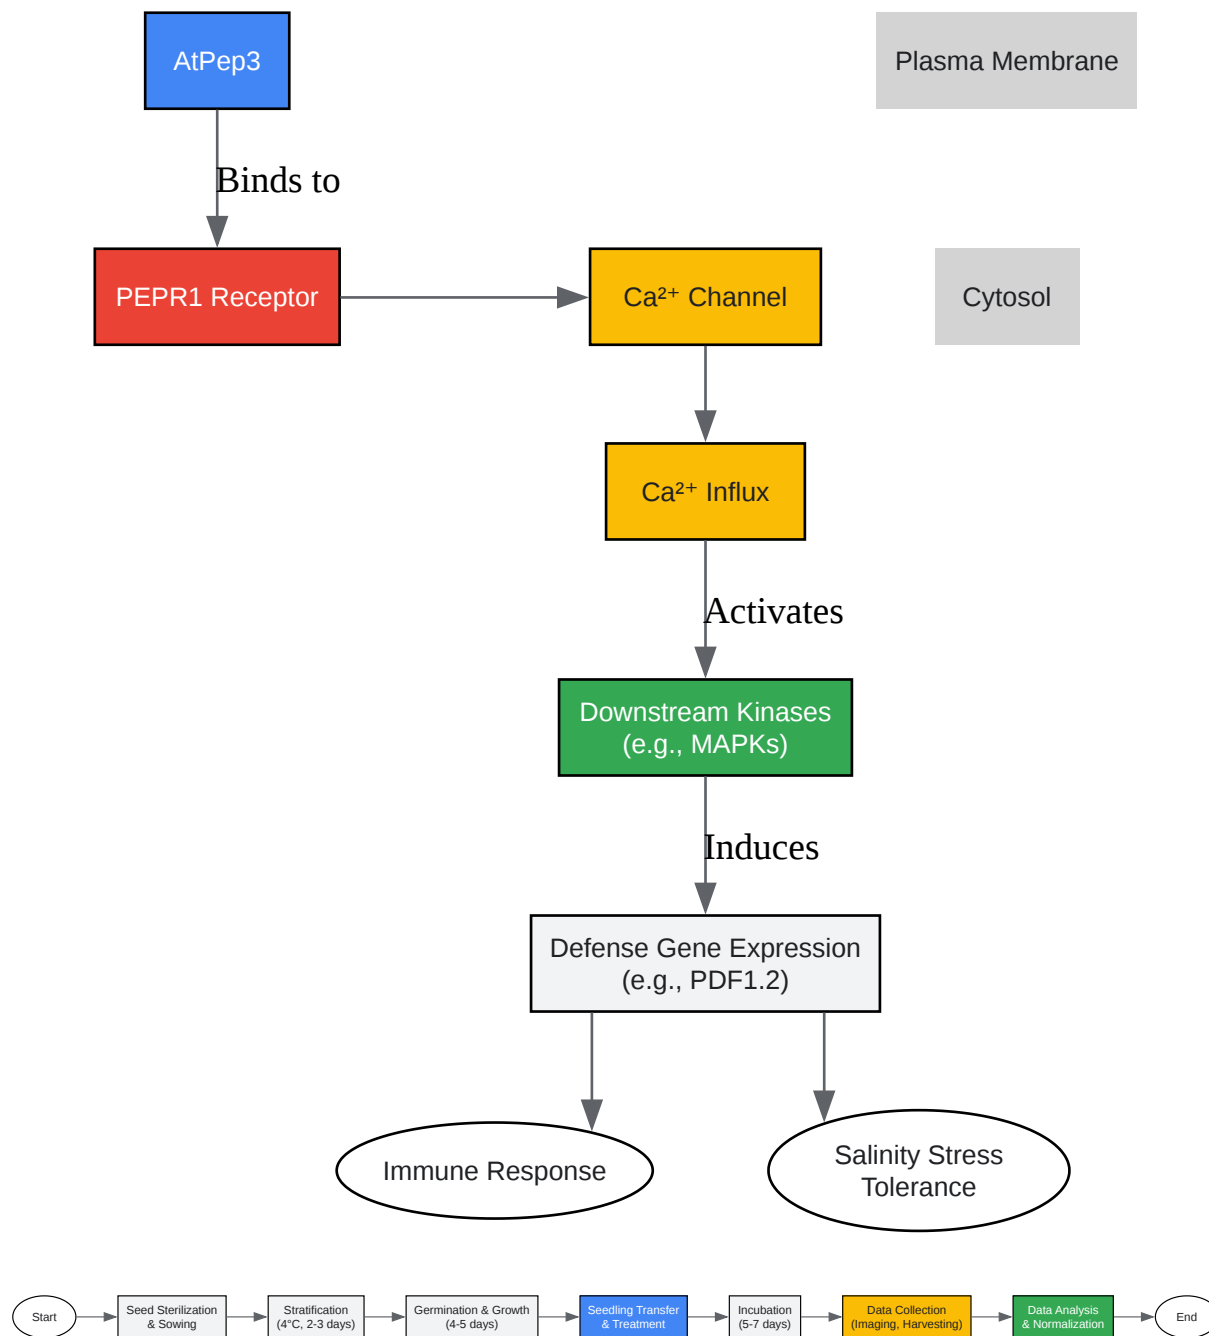 AtPep3
Plasma Membrane
Binds to
PEPR1 Receptor
Ca²⁺ Channel
Cytosol
Ca²⁺ Influx
Activates
Downstream Kinases
(e.g., MAPKs)
Induces
Defense Gene Expression
(e.g., PDF1.2)
Immune Response
Salinity Stress
Tolerance
Start
Seed Sterilization
& Sowing
Stratification
(4°C, 2-3 days)
Germination & Growth
(4-5 days)
Seedling Transfer
& Treatment
Incubation
(5-7 days)
Data Collection
(Imaging, Harvesting)
Data Analysis
& Normalization
End